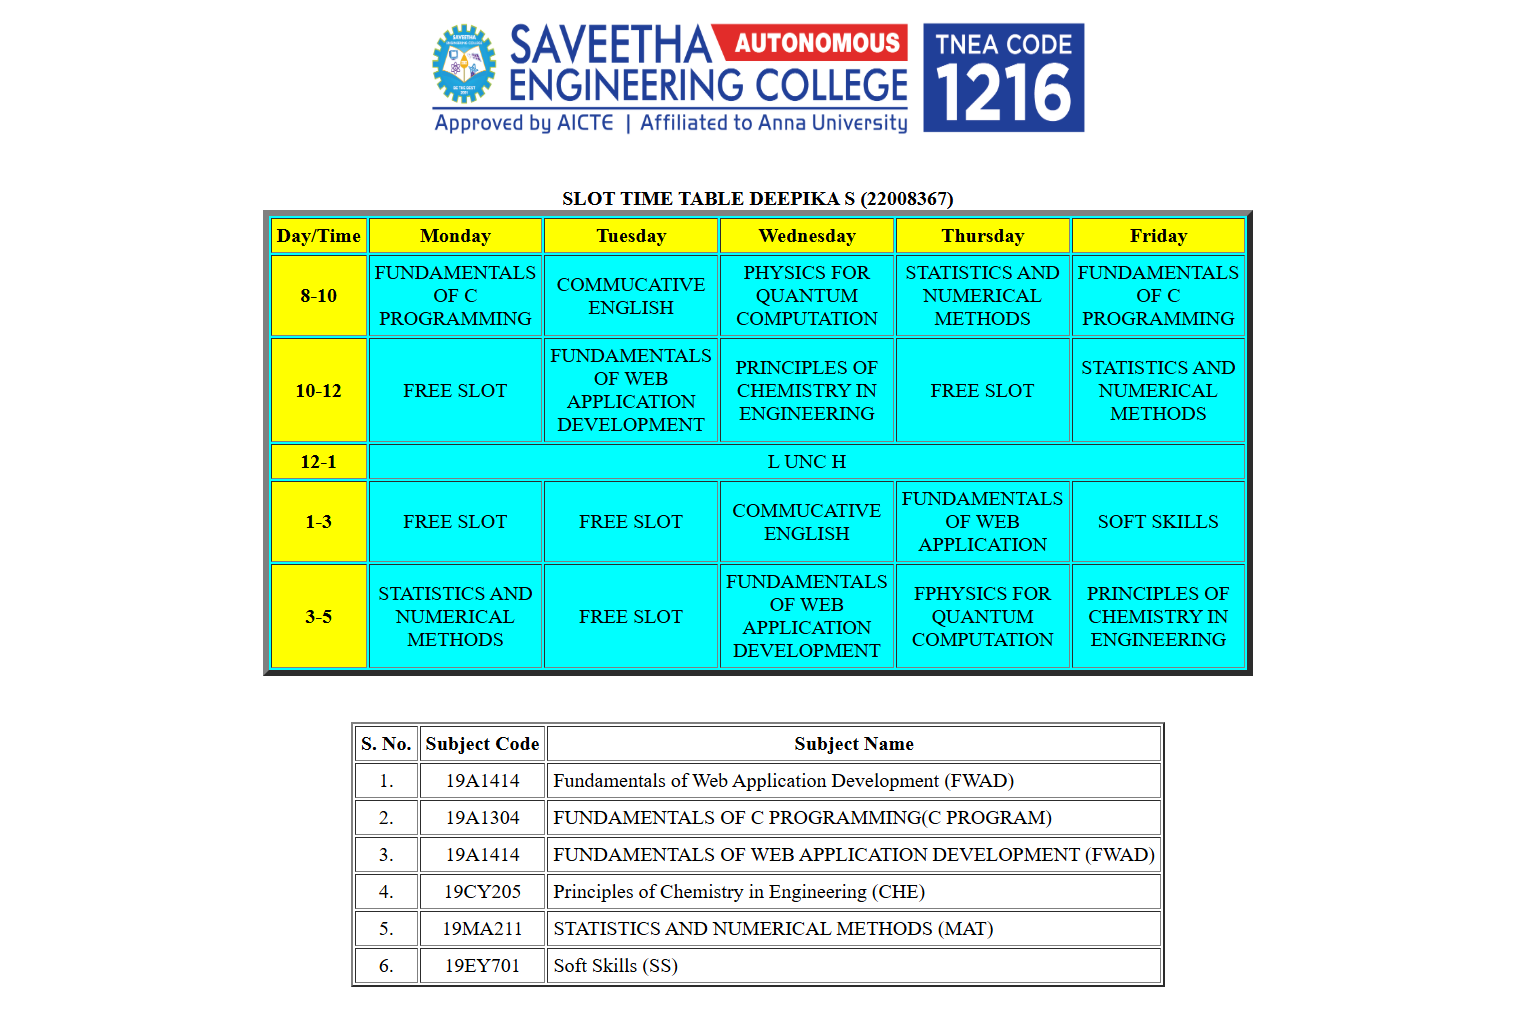 SAVEETHA AUTONOMOUS
ENGINEERING COLLEGE
Approved by AICTE | Affiliated to Anna University
TNEA CODE
1216
SLOT TIME TABLE DEEPIKA S (22008367)
Day/Time Monday Tuesday Wednesday Thursday Friday
8-10
FUNDAMENTALS
OF C
PROGRAMMING
COMMUCATIVE
ENGLISH
PHYSICS FOR
QUANTUM
COMPUTATION
STATISTICS AND
NUMERICAL
METHODS
FUNDAMENTALS
OF C
PROGRAMMING
10-12
FREE SLOT
FUNDAMENTALS
OF WEB
APPLICATION
DEVELOPMENT
PRINCIPLES OF
CHEMISTRY IN
ENGINEERING
FREE SLOT
STATISTICS AND
NUMERICAL
METHODS
12-1
L UNC H
1-3
FREE SLOT
FREE SLOT
COMMUCATIVE
ENGLISH
FUNDAMENTALS
OF WEB
APPLICATION
SOFT SKILLS
3-5
STATISTICS AND
NUMERICAL
METHODS
FREE SLOT
FUNDAMENTALS
OF WEB
APPLICATION
DEVELOPMENT
FPHYSICS FOR
QUANTUM
COMPUTATION
PRINCIPLES OF
CHEMISTRY IN
ENGINEERING
S. No. Subject Code Subject Name
1. 19A1414 Fundamentals of Web Application Development (FWAD)
2. 19A1304 FUNDAMENTALS OF C PROGRAMMING(C PROGRAM)
3. 19A1414 FUNDAMENTALS OF WEB APPLICATION DEVELOPMENT (FWAD)
4. 19CY205 Principles of Chemistry in Engineering (CHE)
5. 19MA211 STATISTICS AND NUMERICAL METHODS (MAT)
6. 19EY701 Soft Skills (SS)